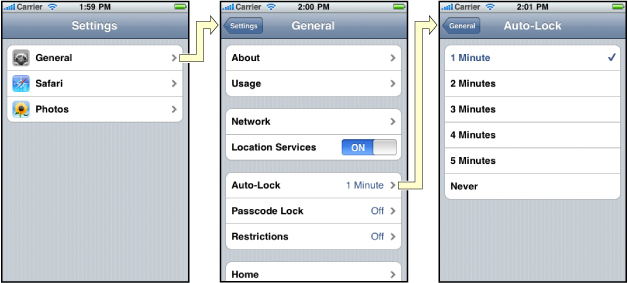 Carrier 1:59 PM
Settings
General
Safari
Photos
Carrier 2:00 PM
Settings General
About
Usage
Network
Location Services ON
Auto-Lock 1 Minute
Passcode Lock Off
Restrictions Off
Home
Carrier 2:01 PM
General Auto-Lock
1 Minute
2 Minutes
3 Minutes
4 Minutes
5 Minutes
Never